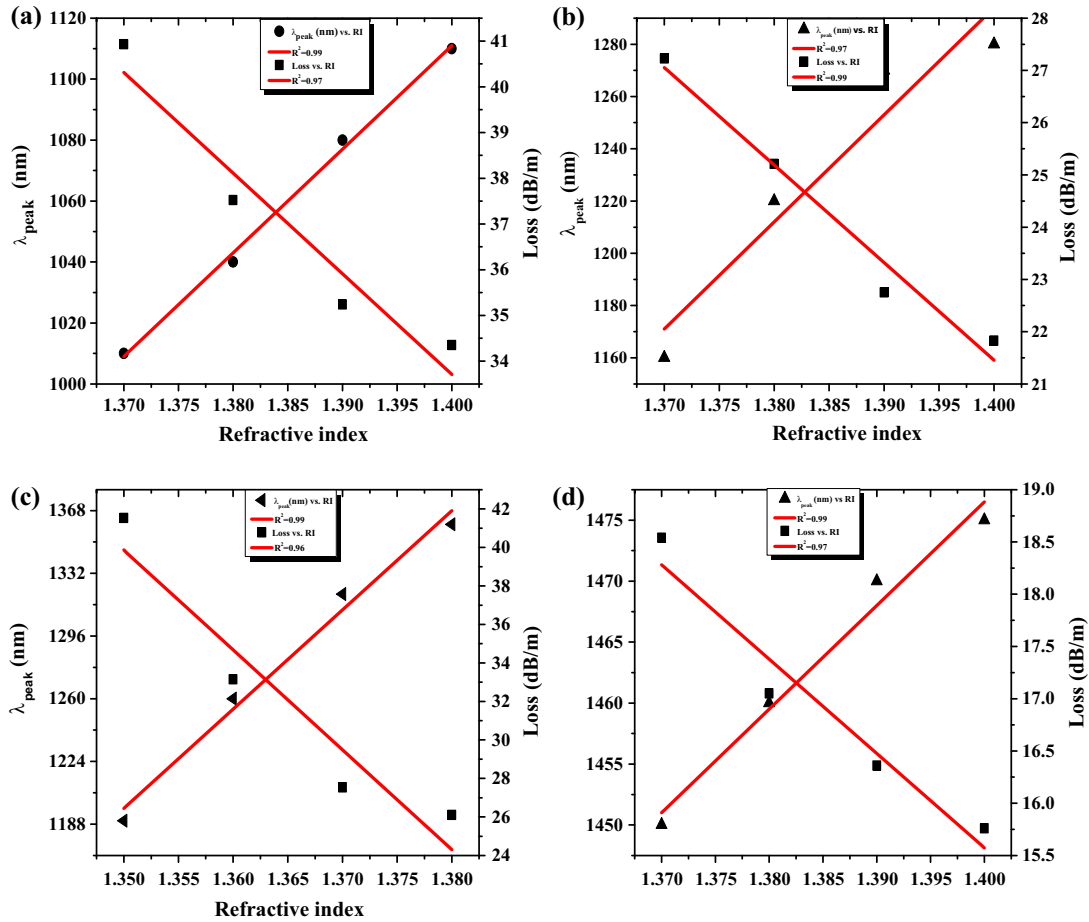 (a)
λpeak (nm) vs. RI
R²=0.99
Loss vs. RI
R²=0.97
1120
1100
1080
1060
1040
1020
1000
λpeak (nm)
41
40
39
38
37
36
35
34
Loss (dB/m)
1.370 1.375 1.380 1.385 1.390 1.395 1.400
Refractive index
(b)
λpeak(nm) vs. RI
R²=0.97
Loss vs. RI
R²=0.99
1280
1260
1240
1220
1200
1180
1160
λpeak (nm)
28
27
26
25
24
23
22
21
Loss (dB/m)
1.370 1.375 1.380 1.385 1.390 1.395 1.400
Refractive index
(c)
λpeak(nm) vs. RI
R²=0.99
Loss vs. RI
R²=0.96
1368
1332
1296
1260
1224
1188
λpeak (nm)
42
40
38
36
34
32
30
28
26
24
Loss (dB/m)
1.350 1.355 1.360 1.365 1.370 1.375 1.380
Refractive index
(d)
λpeak(nm) vs RI
R²=0.99
Loss vs. RI
R²=0.97
1475
1470
1465
1460
1455
1450
19.0
18.5
18.0
17.5
17.0
16.5
16.0
15.5
Loss (dB/m)
1.370 1.375 1.380 1.385 1.390 1.395 1.400